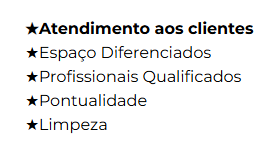 ★Atendimento aos clientes
★Espaço Diferenciados
★Profissionais Qualificados
★Pontualidade
★Limpeza